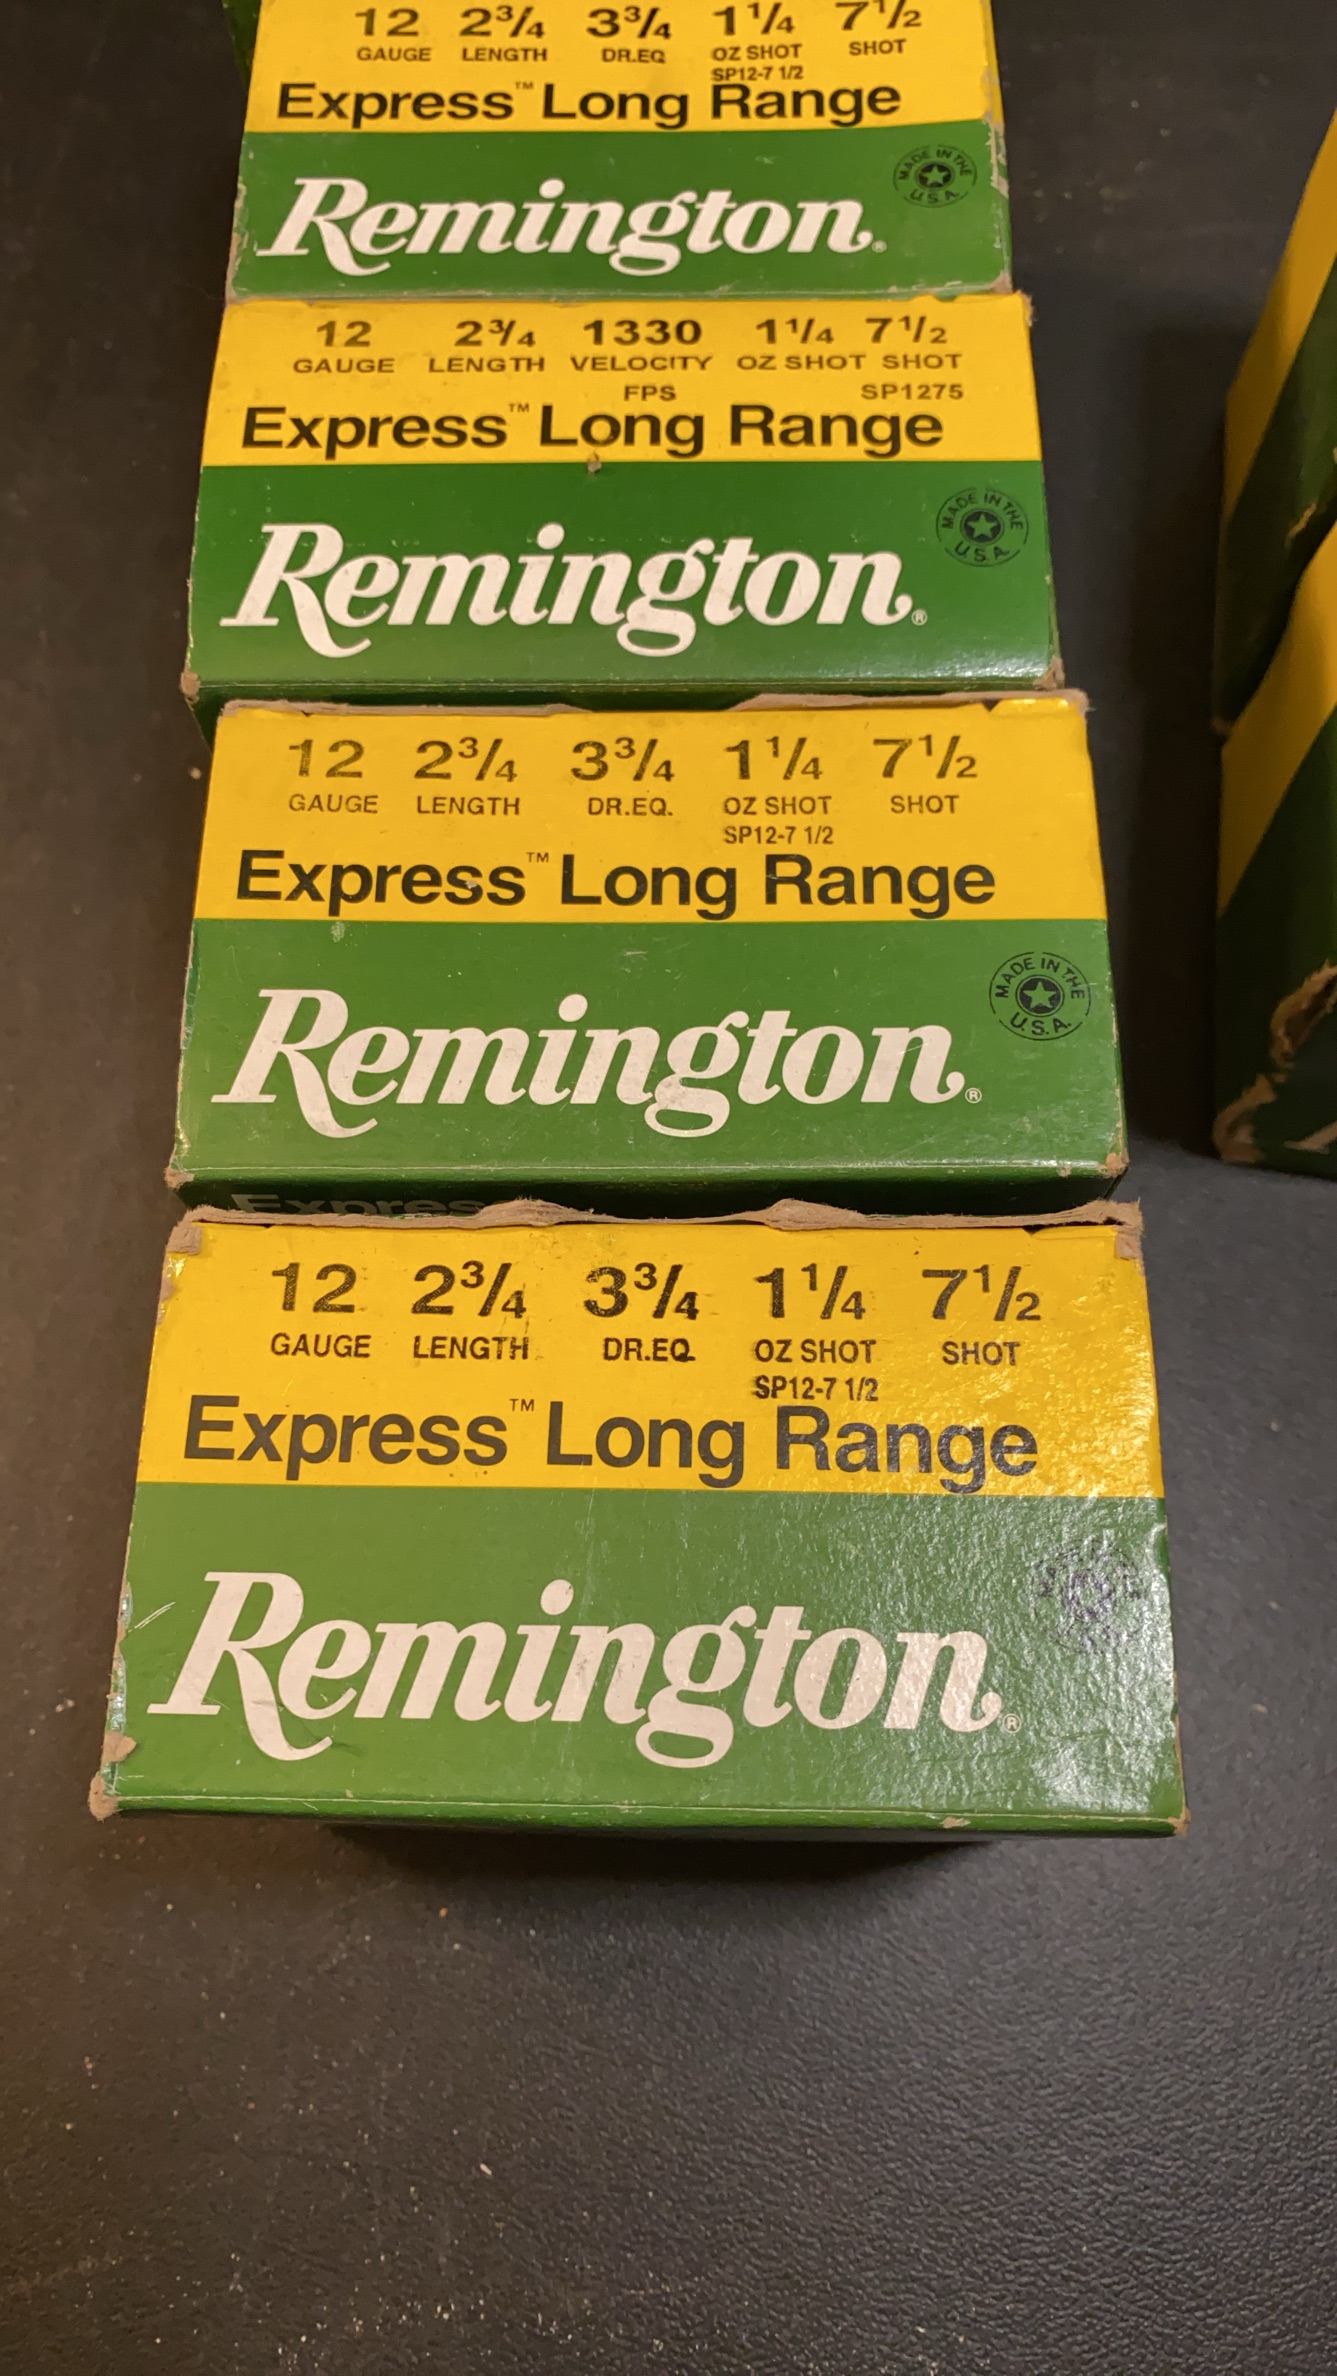 12 2¾ 3¾ 1¼ 7½
GAUGE LENGTH DR.EQ OZ SHOT SHOT
SP12-7 1/2
Express™ Long Range
MADE IN THE U.S.A.
Remington.
12 2¾ 1330 1¼ 7½
GAUGE LENGTH VELOCITY OZ SHOT SHOT
FPS SP1275
Express™ Long Range
MADE IN THE U.S.A.
Remington®
12 2¾ 3¾ 1¼ 7½
GAUGE LENGTH DR.EQ. OZ SHOT SHOT
SP12-7 1/2
Express™ Long Range
MADE IN THE U.S.A.
Remington®
Express
12 2¾ 3¾ 1¼ 7½
GAUGE LENGTH DR.EQ. OZ SHOT SHOT
SP12-7 1/2
Express™ Long Range
Remington®